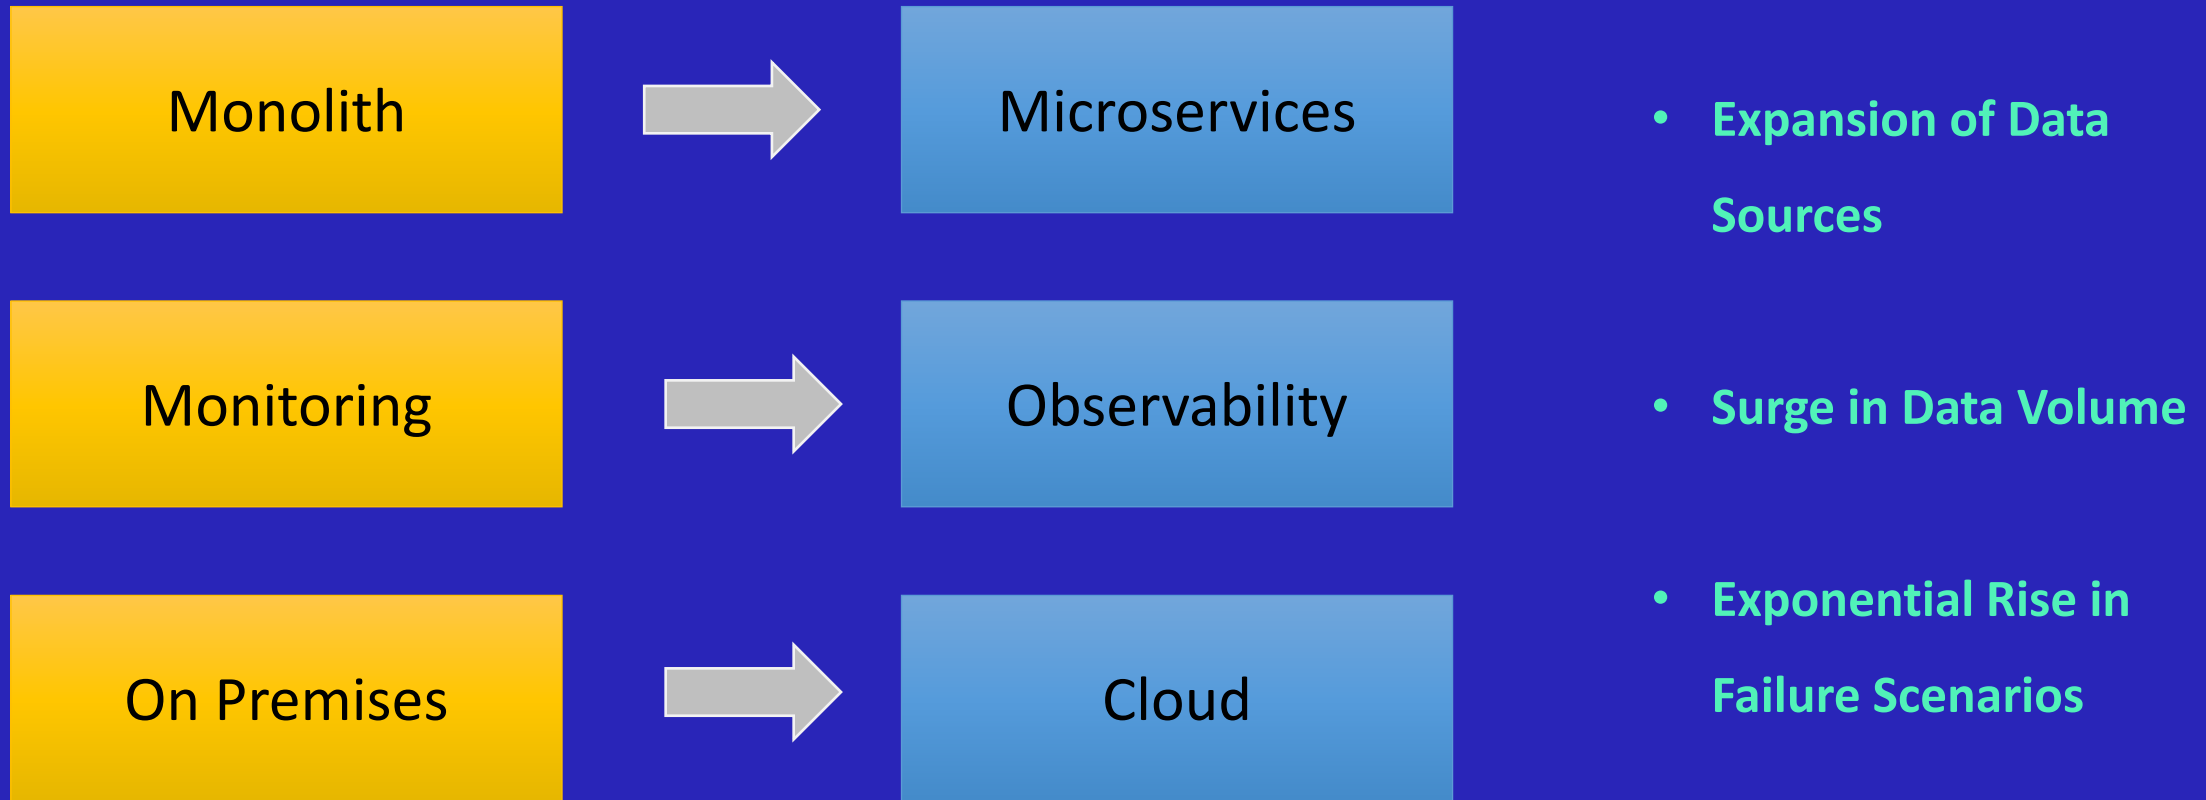 Monolith
Microservices
• Expansion of Data
Sources
Monitoring
Observability
• Surge in Data Volume
On Premises
Cloud
• Exponential Rise in
Failure Scenarios